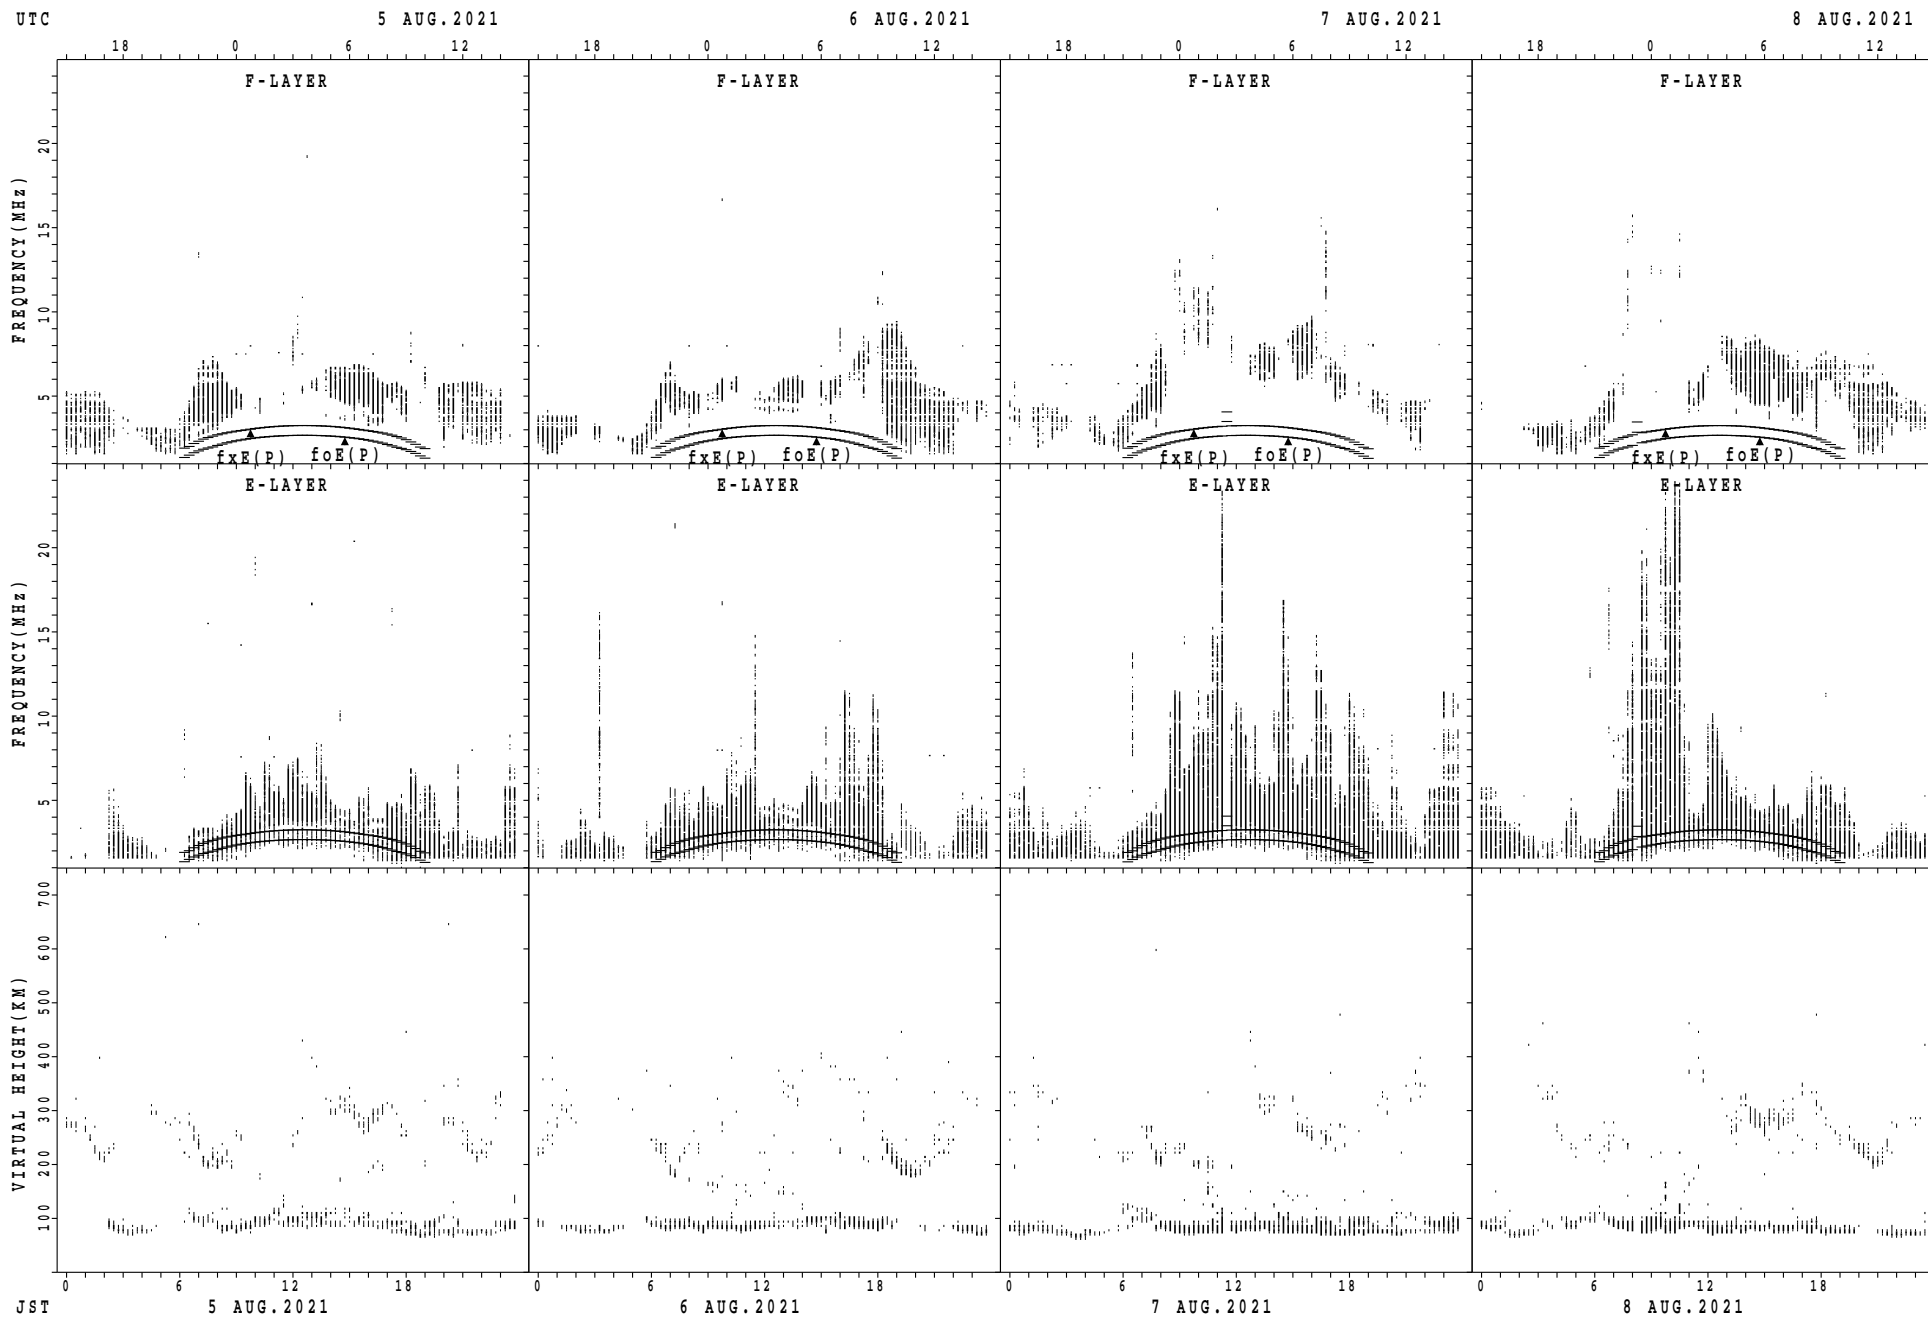 UTC 5 AUG.2021 6 AUG.2021 7 AUG.2021 8 AUG.2021
18 0 6 12 18 0 6 12 18 0 6 12 18 0 6 12
F-LAYER F-LAYER F-LAYER F-LAYER
FREQUENCY(MHz)
20
15
10
5
fxE(P) foE(P) fxE(P) foE(P) fxE(P) foE(P) fxE(P) foE(P)
E-LAYER E-LAYER E-LAYER E-LAYER
FREQUENCY(MHz)
20
15
10
5
VIRTUAL HEIGHT(KM)
700
600
500
400
300
200
100
0 6 12 18 0 6 12 18 0 6 12 18 0 6 12 18
JST 5 AUG.2021 6 AUG.2021 7 AUG.2021 8 AUG.2021